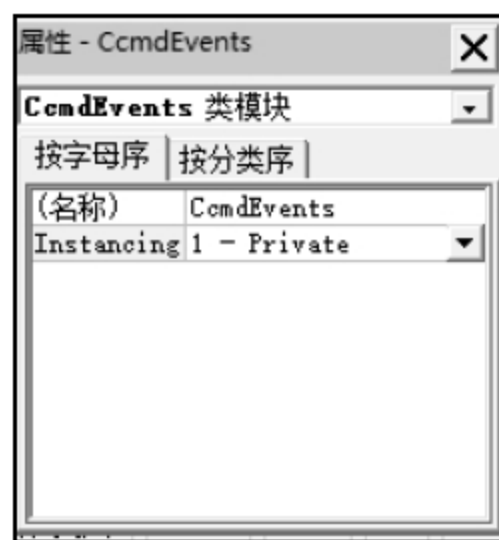 属性 - CcmdEvents
CcmdEvents 类模块
按字母序 按分类序
(名称) CcmdEvents
Instancing 1 - Private